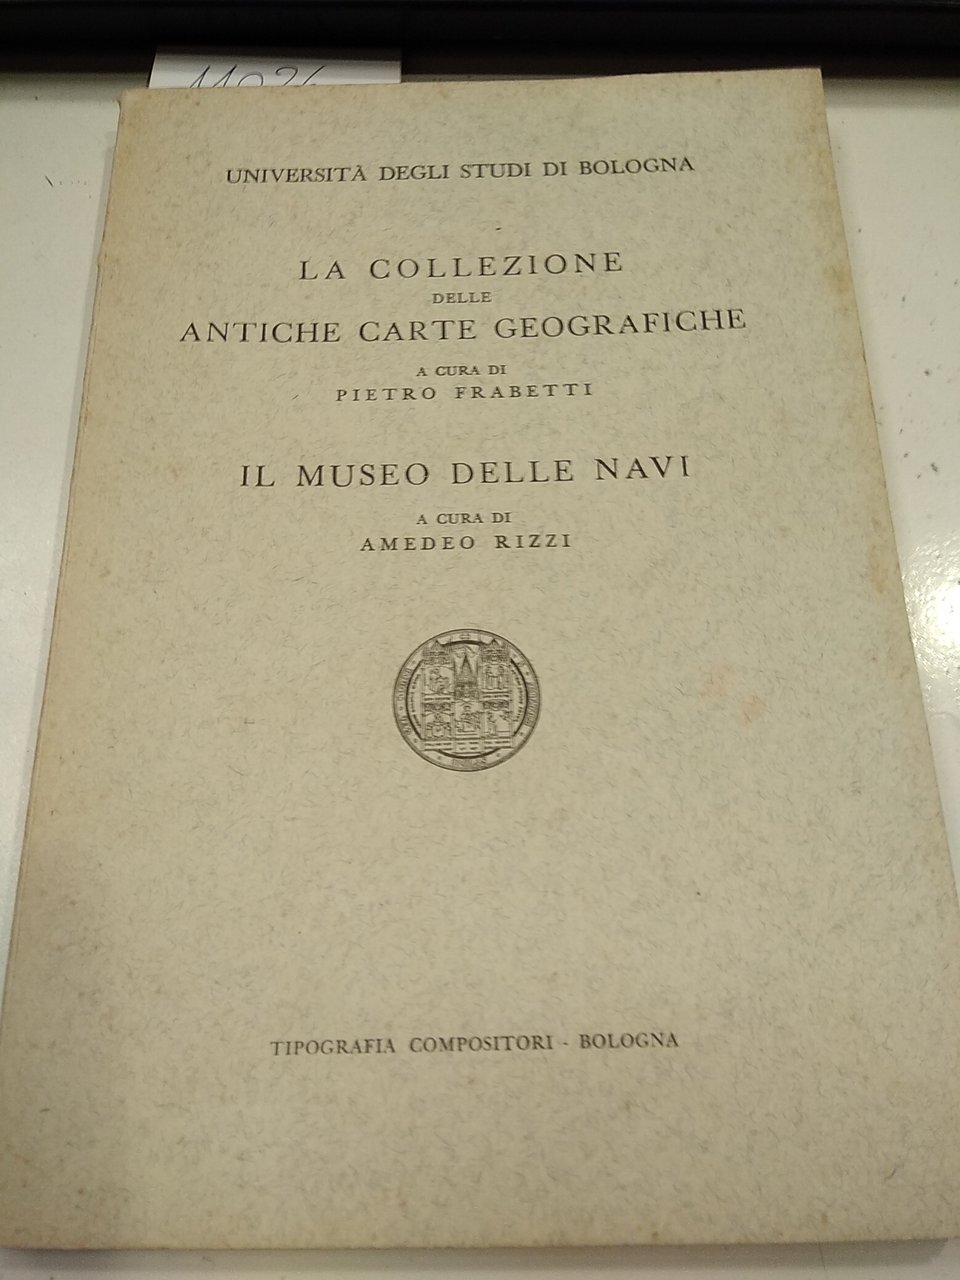 UNIVERSITÀ DEGLI STUDI DI BOLOGNA
LA COLLEZIONE
DELLE
ANTICHE CARTE GEOGRAFICHE
A CURA DI
PIETRO FRABETTI
IL MUSEO DELLE NAVI
A CURA DI
AMEDEO RIZZI
TIPOGRAFIA COMPOSITORI - BOLOGNA